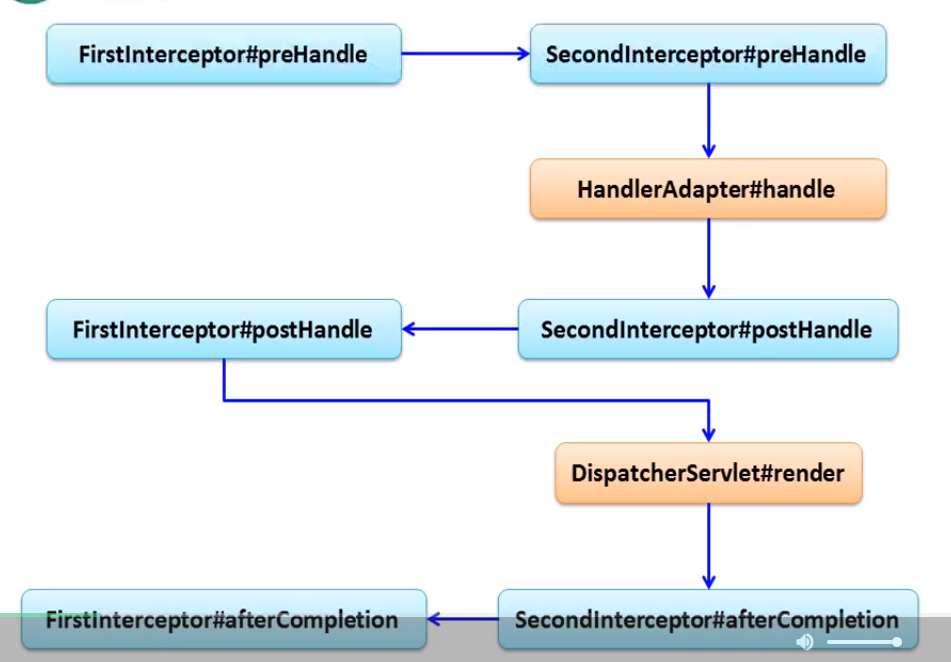 FirstInterceptor#preHandle
SecondInterceptor#preHandle
HandlerAdapter#handle
FirstInterceptor#postHandle
SecondInterceptor#postHandle
DispatcherServlet#render
FirstInterceptor#afterCompletion
SecondInterceptor#afterCompletion